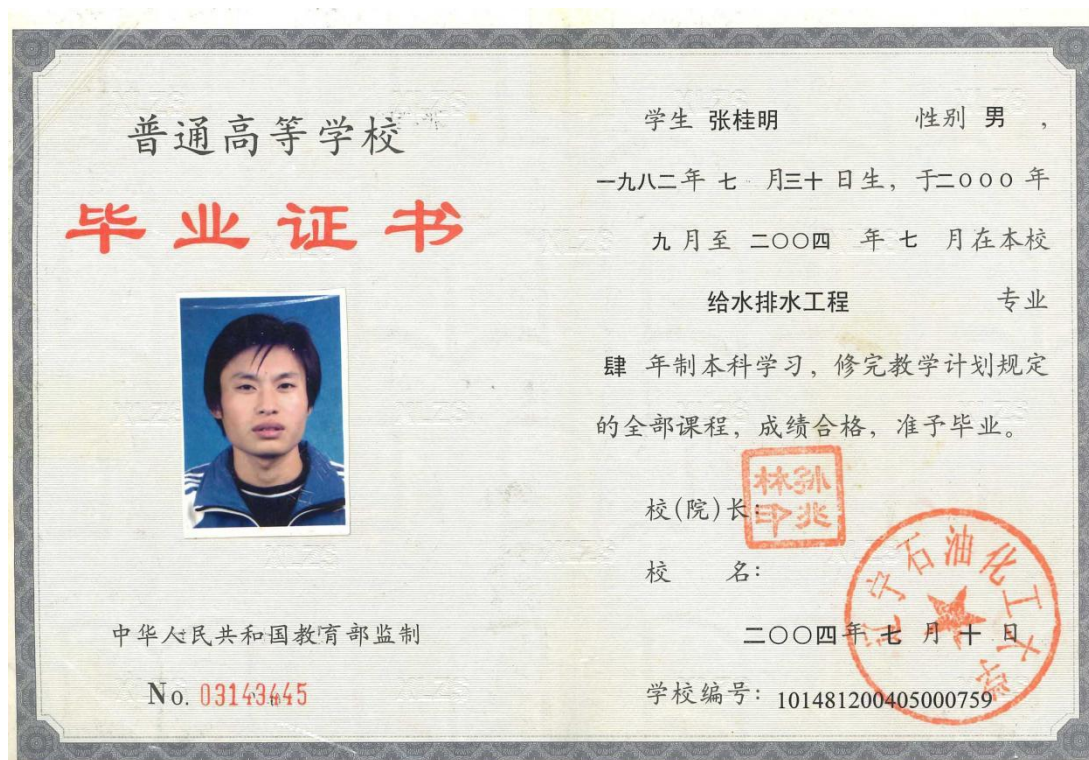 普通高等学校
毕业证书
中华人民共和国教育部监制
No. 03143445
学生 张桂明 性别 男 ,
一九八二年 七 月三十 日生, 于二000 年
九 月至 二〇〇四 年 七 月在本校
给水排水工程 专业
肆 年制本科学习, 修完教学计划规定
的全部课程, 成绩合格, 准予毕业。
校(院)长:
孙兆林印
校 名:
辽宁石油化工大学
二〇〇四年 七 月 十 日
学校编号: 101481200405000759